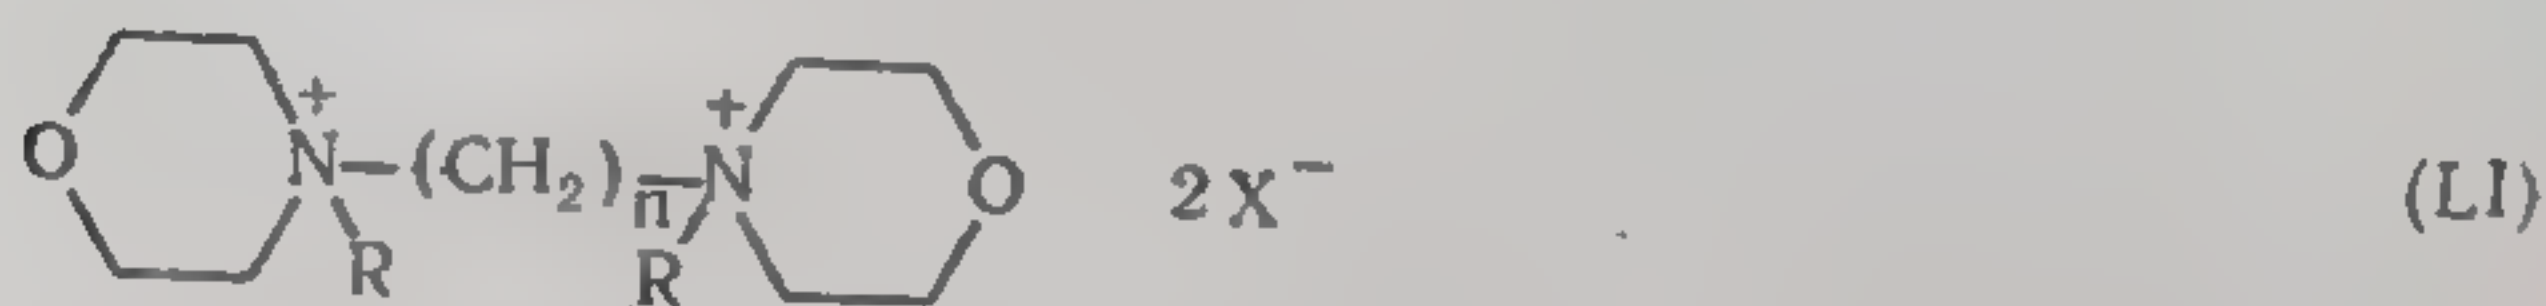 O N⁺—(CH₂)ₙ—N⁺ O 2X⁻ (LI)
R R